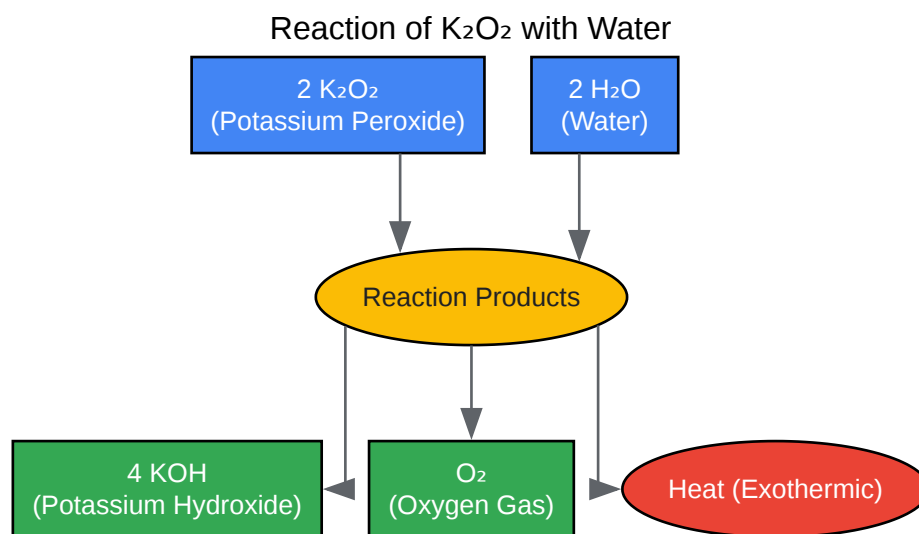 Reaction of K₂O₂ with Water
2 K₂O₂
(Potassium Peroxide)
2 H₂O
(Water)
Reaction Products
4 KOH
(Potassium Hydroxide)
O₂
(Oxygen Gas)
Heat (Exothermic)